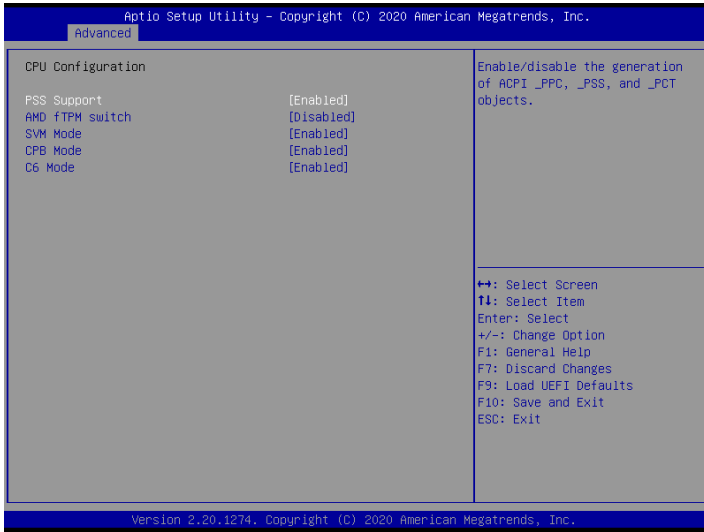 Aptio Setup Utility – Copyright (C) 2020 American Megatrends, Inc.
Advanced
CPU Configuration
PSS Support [Enabled]
AMD fTPM switch [Disabled]
SVM Mode [Enabled]
CPB Mode [Enabled]
C6 Mode [Enabled]
Enable/disable the generation
of ACPI _PPC, _PSS, and _PCT
objects.
↔: Select Screen
↑↓: Select Item
Enter: Select
+/-: Change Option
F1: General Help
F7: Discard Changes
F9: Load UEFI Defaults
F10: Save and Exit
ESC: Exit
Version 2.20.1274. Copyright (C) 2020 American Megatrends, Inc.